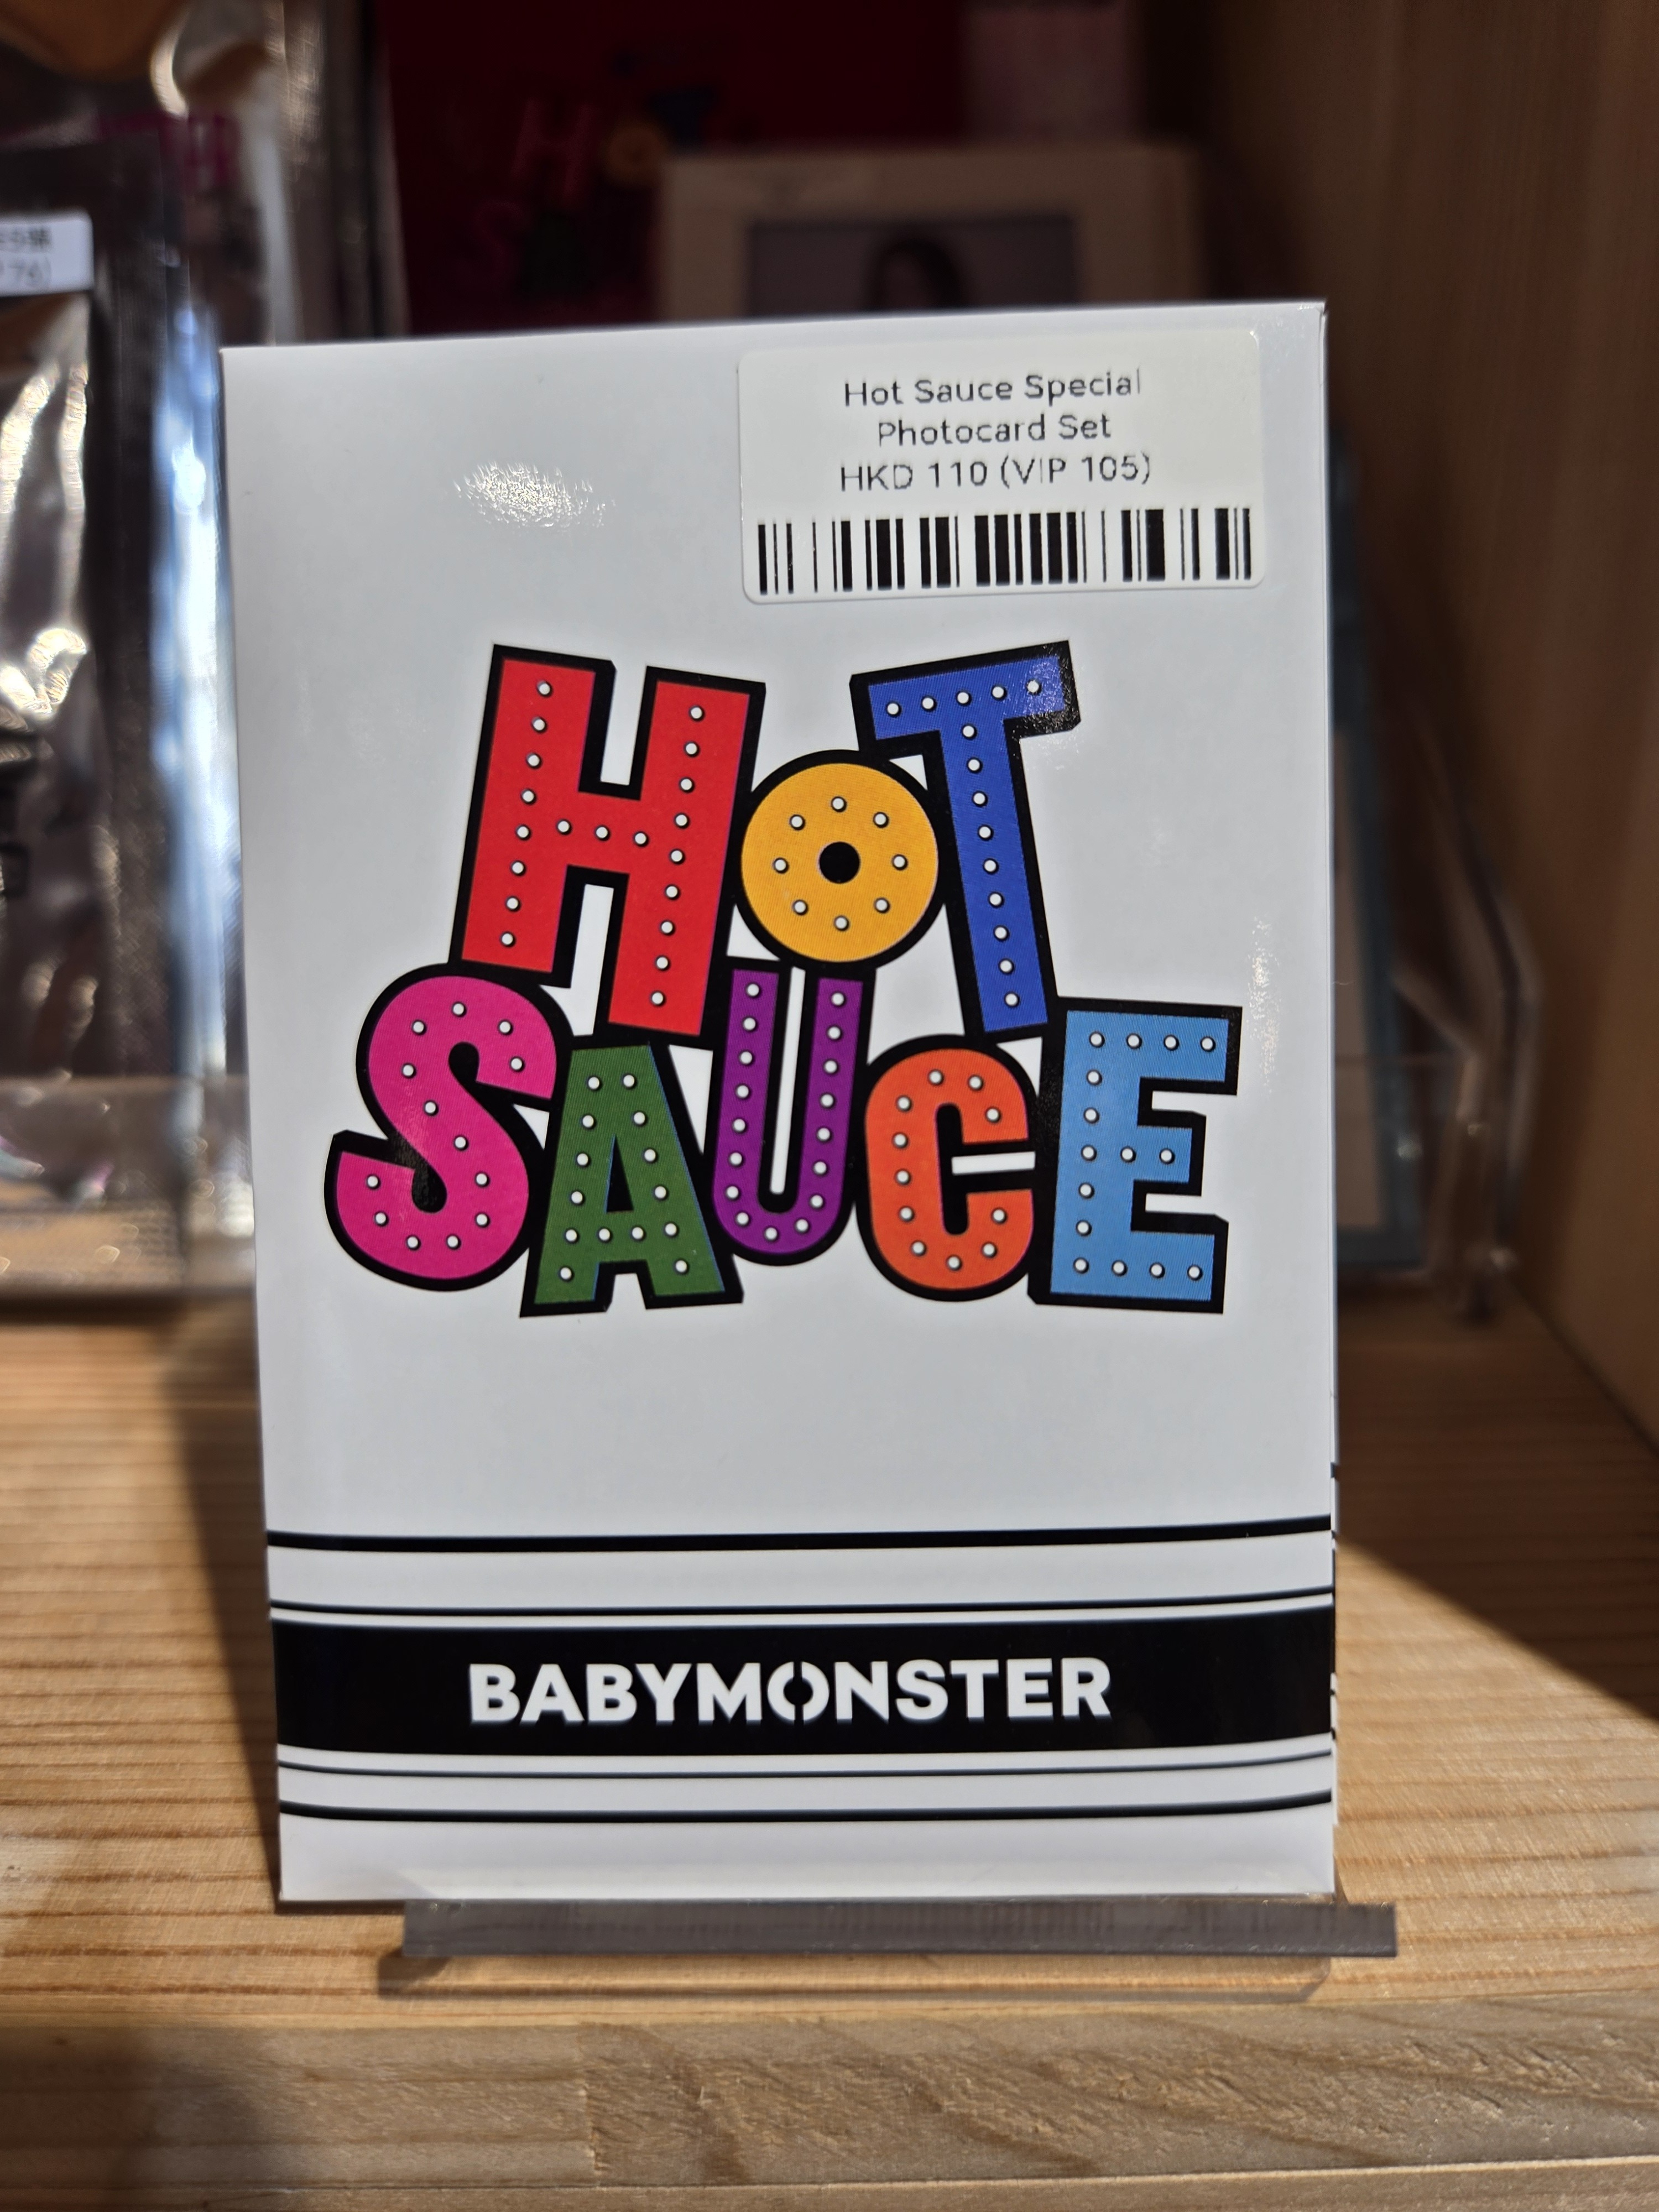 Hot Sauce Special
Photocard Set
HKD 110 (VIP 105)
HOT
SAUCE
BABYMONSTER